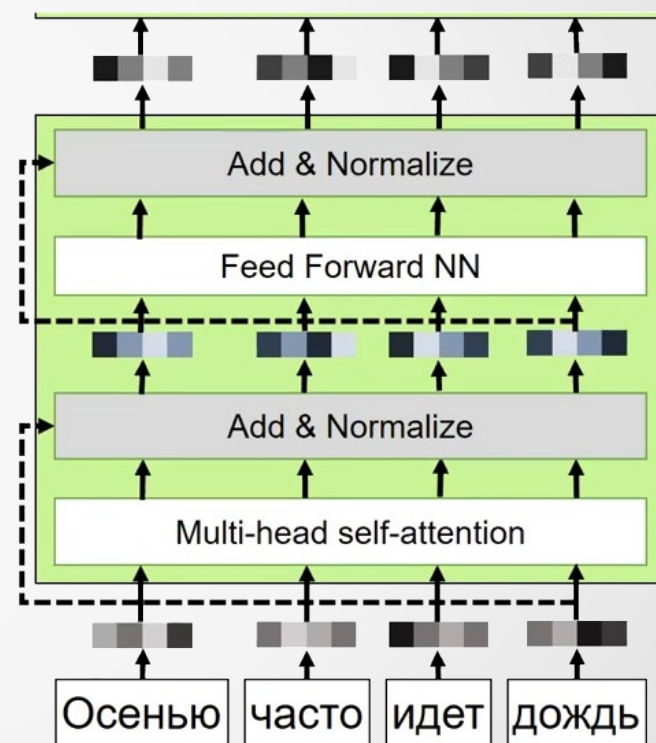 Add & Normalize
Feed Forward NN
Add & Normalize
Multi-head self-attention
Осенью часто идет дождь